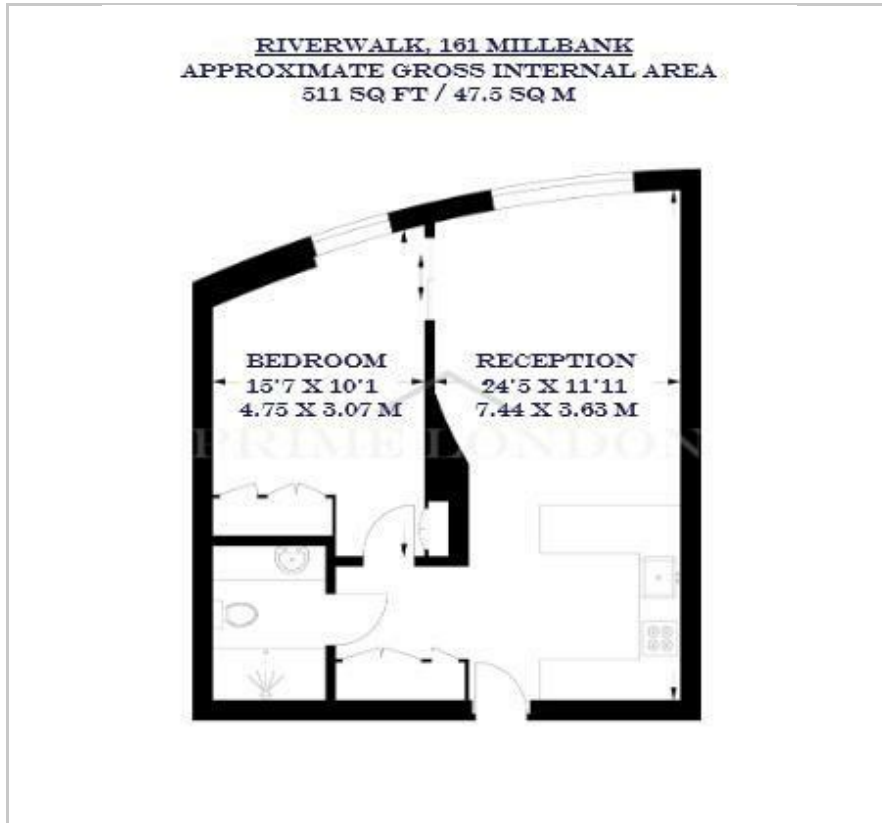 RIVERWALK, 161 MILLBANK
APPROXIMATE GROSS INTERNAL AREA
511 SQ FT / 47.5 SQ M
BEDROOM
15'7 X 10'1
4.75 X 3.07 M
RECEPTION
24'5 X 11'11
7.44 X 3.63 M
PRIME LONDON